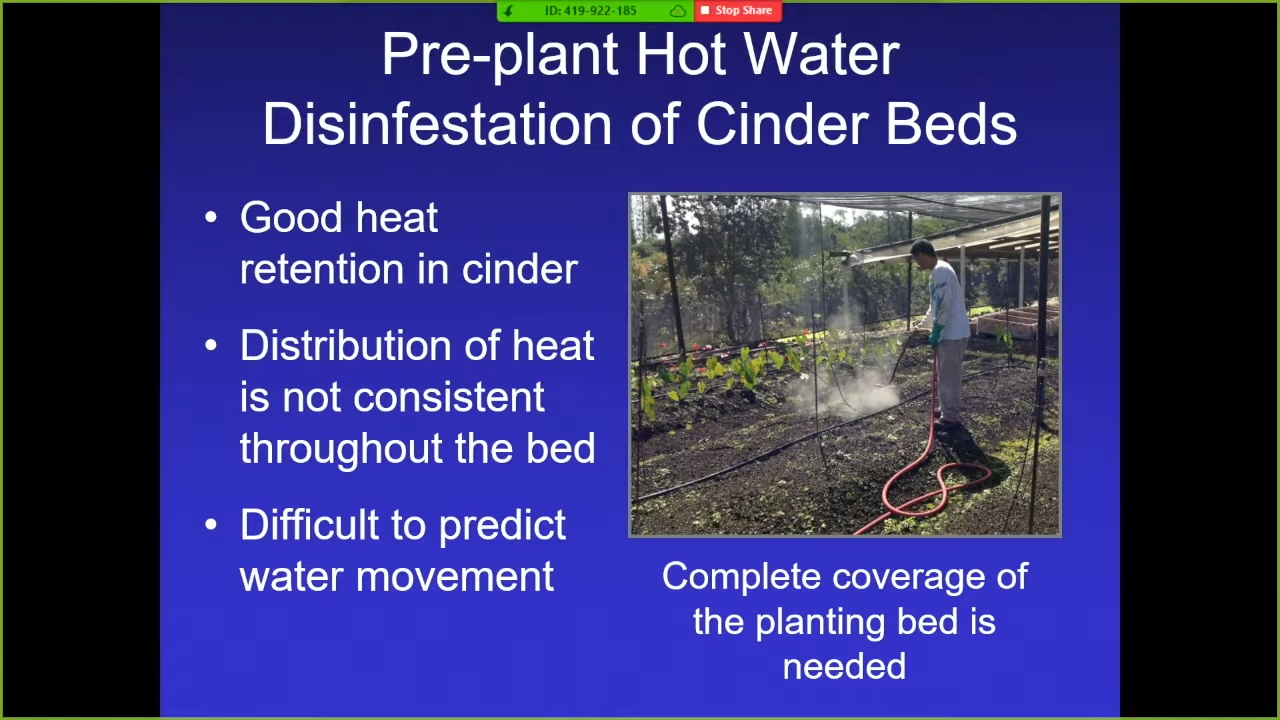 ID: 419-922-185
Stop Share
Pre-plant Hot Water
Disinfestation of Cinder Beds
• Good heat
retention in cinder
• Distribution of heat
is not consistent
throughout the bed
• Difficult to predict
water movement
Complete coverage of
the planting bed is
needed